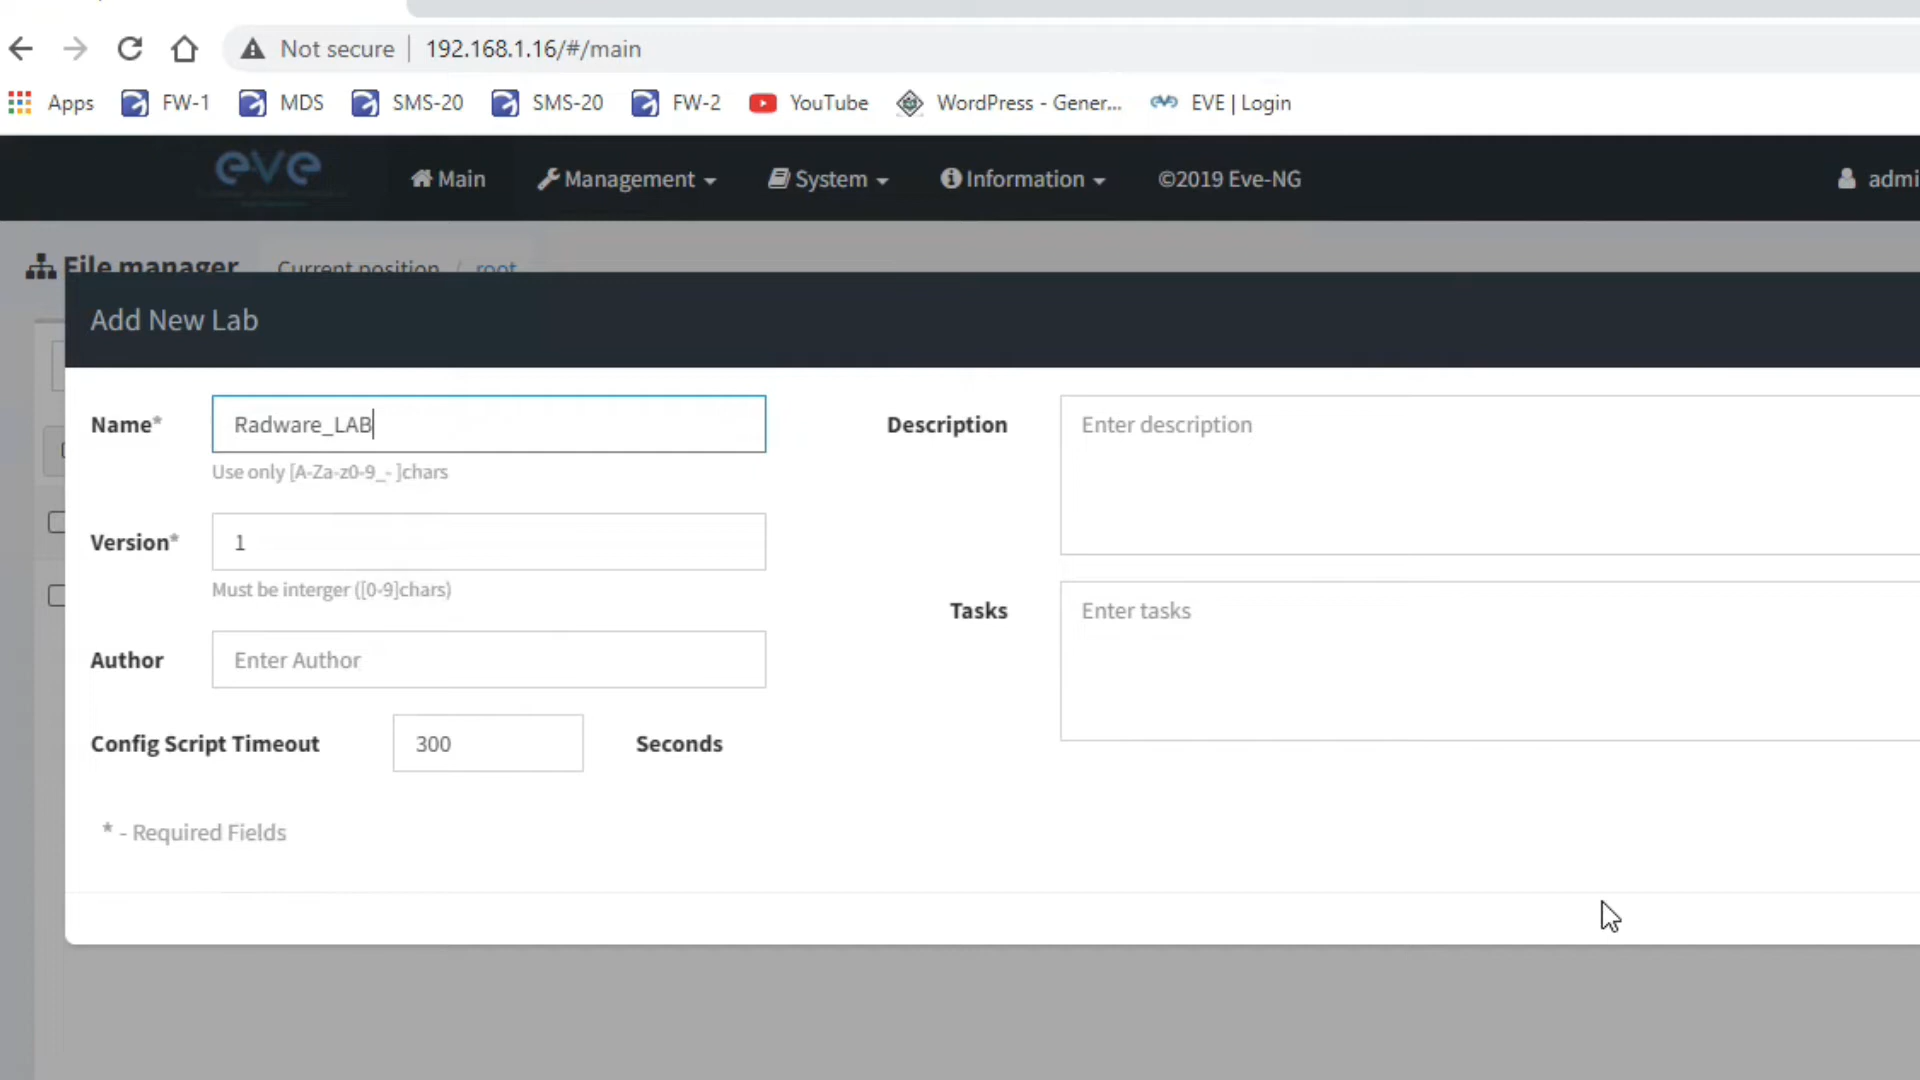 Not secure | 192.168.1.16/#/main
Apps FW-1 MDS SMS-20 SMS-20 FW-2 YouTube WordPress - Gener... EVE | Login
eve Main Management System Information ©2019 Eve-NG admi
File manager Current position / root
Add New Lab
Name* Radware_LAB
Use only [A-Za-z0-9_- ]chars
Version* 1
Must be interger ([0-9]chars)
Author Enter Author
Config Script Timeout 300 Seconds
* - Required Fields
Description Enter description
Tasks Enter tasks